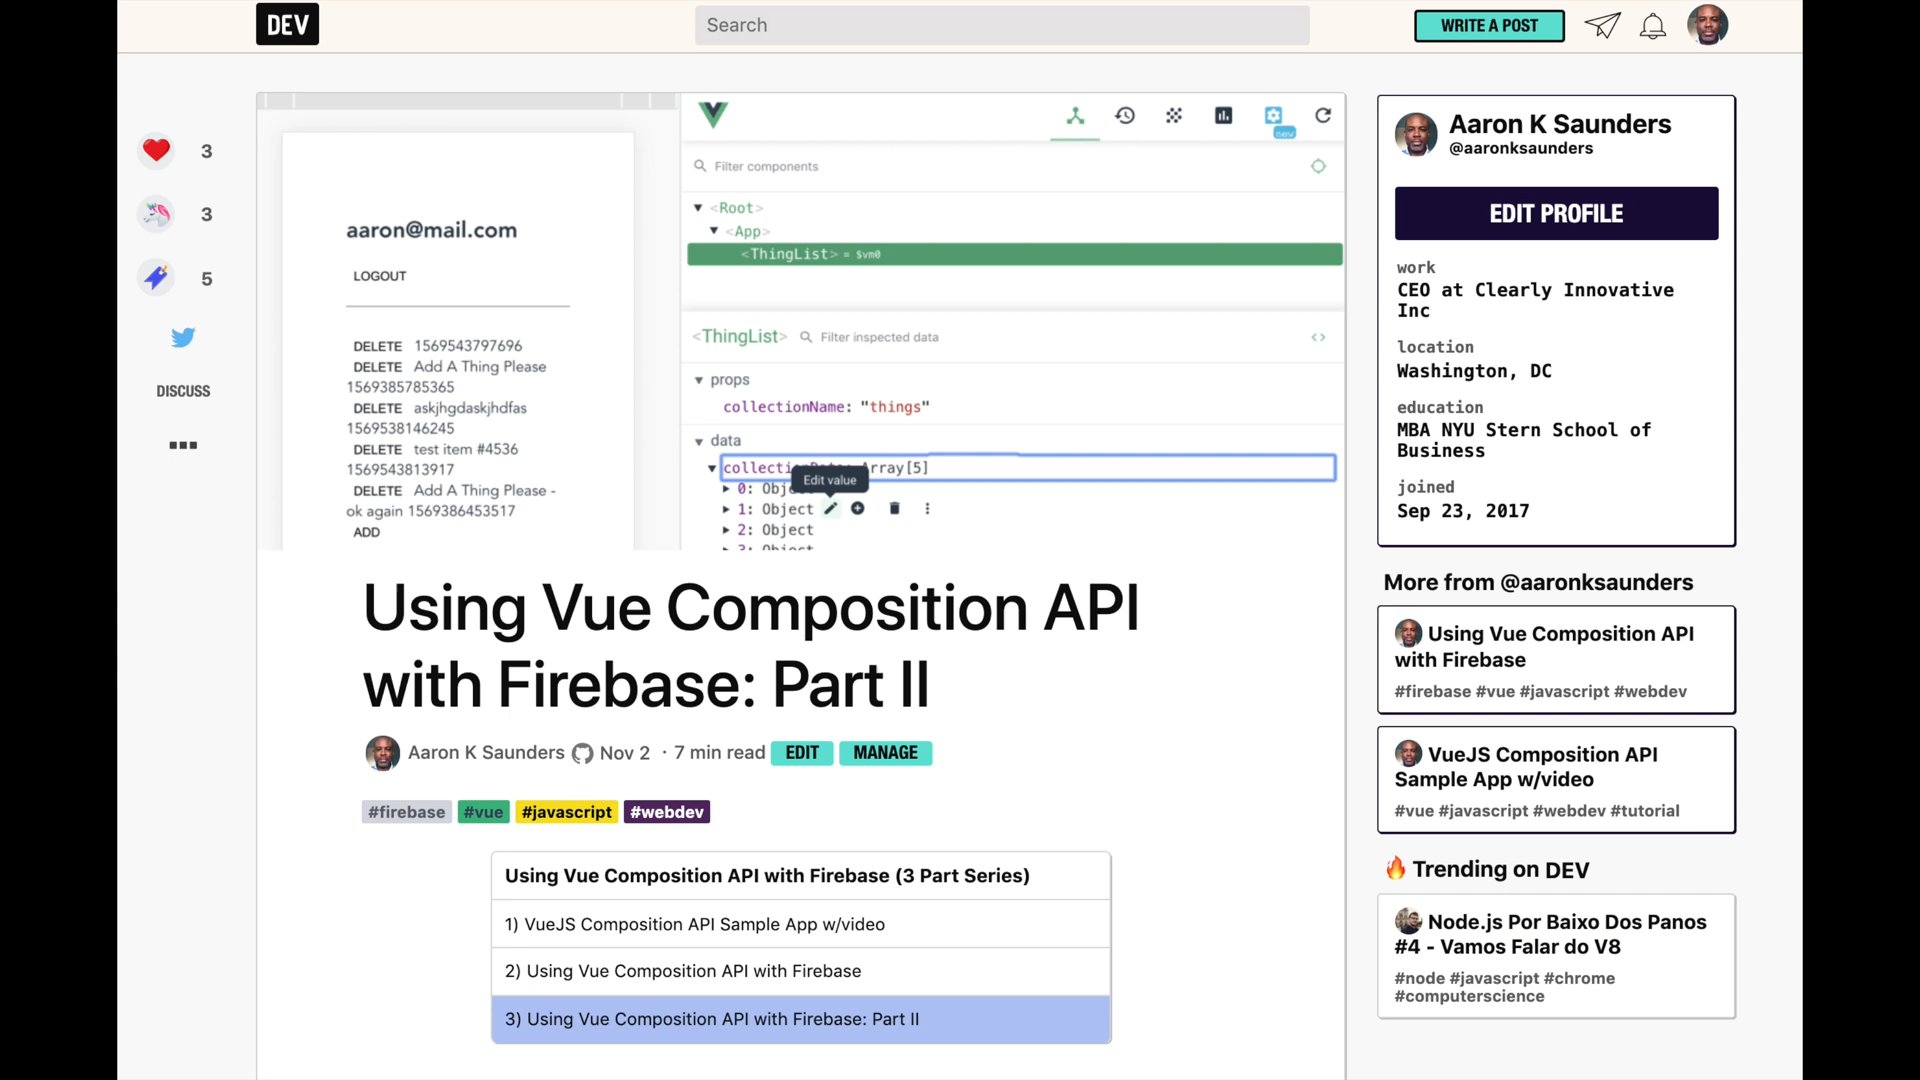 DEV
Search
WRITE A POST
3
3
5
DISCUSS
aaron@mail.com
LOGOUT
DELETE 1569543797696
DELETE Add A Thing Please
1569385785365
DELETE askjhgdaskjhdfas
1569538146245
DELETE test item #4536
1569543813917
DELETE Add A Thing Please -
ok again 1569386453517
ADD
new
Filter components
<Root>
<App>
<ThingList> = $vm0
<ThingList>
Filter inspected data
<>
props
collectionName: "things"
data
Array[5]
Edit value
0:
1: Object
2: Object
3: Object
Using Vue Composition API
with Firebase: Part II
Aaron K Saunders Nov 2 · 7 min read EDIT MANAGE
#firebase #vue #javascript #webdev
Using Vue Composition API with Firebase (3 Part Series)
1) VueJS Composition API Sample App w/video
2) Using Vue Composition API with Firebase
3) Using Vue Composition API with Firebase: Part II
Aaron K Saunders
@aaronksaunders
EDIT PROFILE
work
CEO at Clearly Innovative
Inc
location
Washington, DC
education
MBA NYU Stern School of
Business
joined
Sep 23, 2017
More from @aaronksaunders
Using Vue Composition API
with Firebase
#firebase #vue #javascript #webdev
VueJS Composition API
Sample App w/video
#vue #javascript #webdev #tutorial
Trending on DEV
Node.js Por Baixo Dos Panos
#4 - Vamos Falar do V8
#node #javascript #chrome
#computerscience